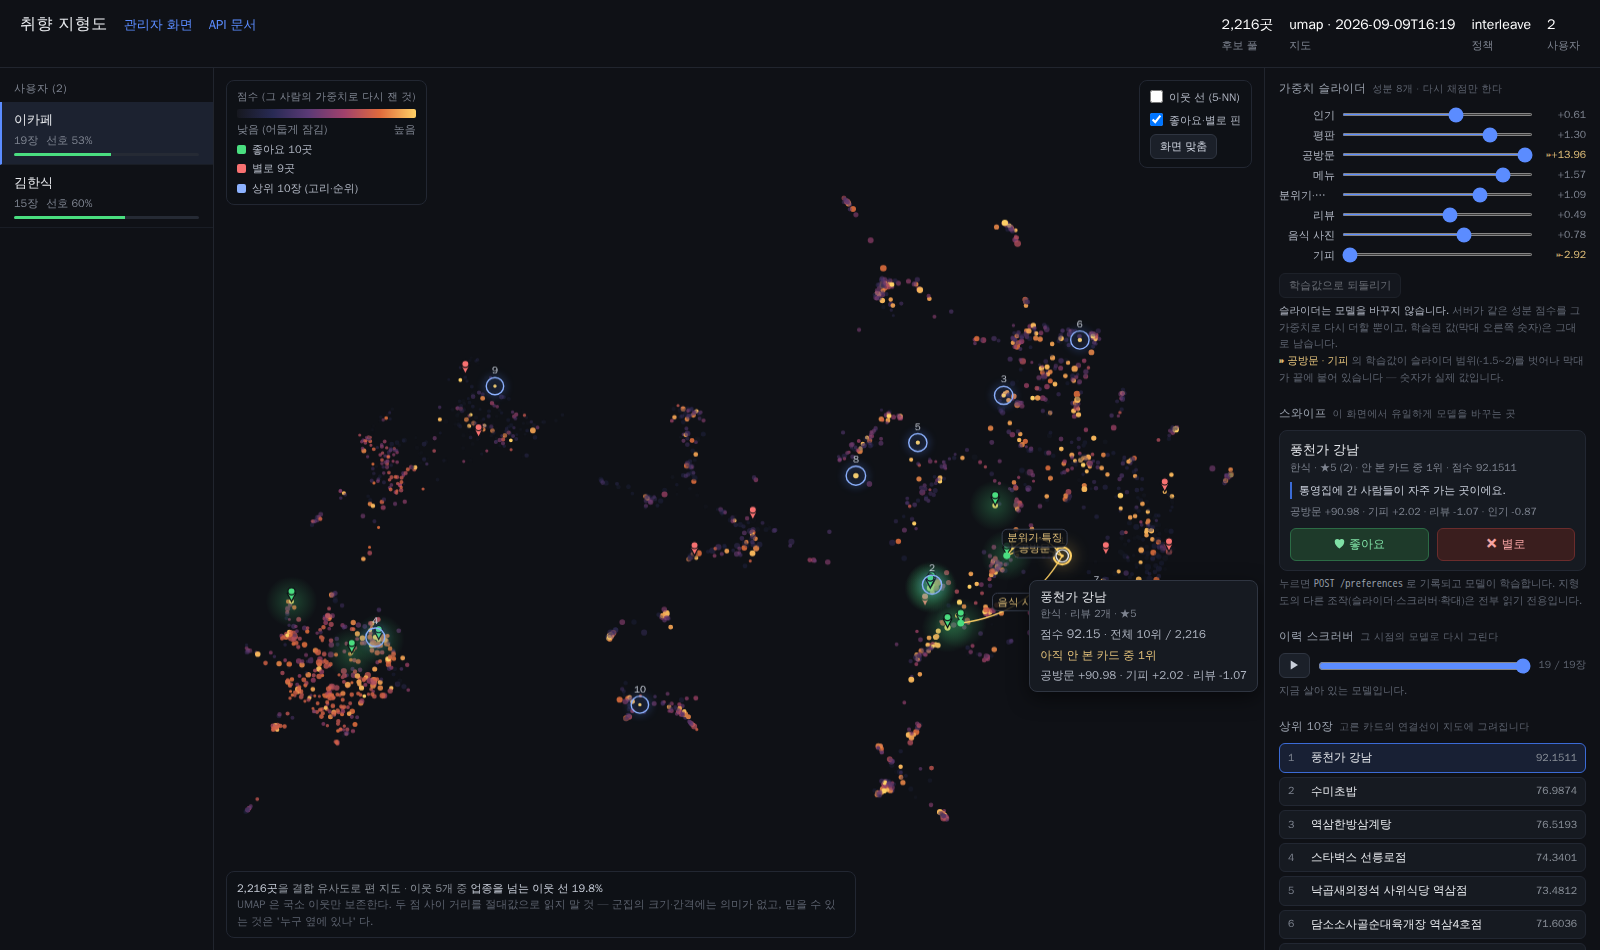 취향 지형도
관리자 화면
API 문서
2,216곳
후보 풀
umap · 2026-09-09T16:19
지도
interleave
정책
2
사용자
사용자 (2)
이카페
19장 선호 53%
김한식
15장 선호 60%
점수 (그 사람의 가중치로 다시 잰 것)
낮음 (어둡게 잠김)
높음
좋아요 10곳
별로 9곳
상위 10장 (고리·순위)
이웃 선 (5-NN)
좋아요·별로 핀
화면 맞춤
6
9
3
5
8
분위기·특징
2
음식 사
4
10
풍천가 강남
한식 · 리뷰 2개 · ★5
점수 92.15 · 전체 10위 / 2,216
아직 안 본 카드 중 1위
공방문 +90.98 · 기피 +2.02 · 리뷰 -1.07
2,216곳을 결합 유사도로 편 지도 · 이웃 5개 중 업종을 넘는 이웃 선 19.8%
UMAP 은 국소 이웃만 보존한다. 두 점 사이 거리를 절대값으로 읽지 말 것 — 군집의 크기·간격에는 의미가 없고, 믿을 수 있
는 것은 '누구 옆에 있나' 다.
가중치 슬라이더 성분 8개 · 다시 채점만 한다
인기 +0.61
평판 +1.30
공방문 »+13.96
메뉴 +1.57
분위기·… +1.09
리뷰 +0.49
음식 사진 +0.78
기피 «-2.92
학습값으로 되돌리기
슬라이더는 모델을 바꾸지 않습니다. 서버가 같은 성분 점수를 그
가중치로 다시 더할 뿐이고, 학습된 값(막대 오른쪽 숫자)은 그대
로 남습니다.
» 공방문 · 기피 의 학습값이 슬라이더 범위(-1.5~2)를 벗어나 막대
가 끝에 붙어 있습니다 — 숫자가 실제 값입니다.
스와이프 이 화면에서 유일하게 모델을 바꾸는 곳
풍천가 강남
한식 · ★5 (2) · 안 본 카드 중 1위 · 점수 92.1511
통영집에 간 사람들이 자주 가는 곳이에요.
공방문 +90.98 · 기피 +2.02 · 리뷰 -1.07 · 인기 -0.87
♥ 좋아요
✖ 별로
누르면 POST /preferences 로 기록되고 모델이 학습합니다. 지형
도의 다른 조작(슬라이더·스크러버·확대)은 전부 읽기 전용입니다.
이력 스크러버 그 시점의 모델로 다시 그린다
19 / 19장
지금 살아 있는 모델입니다.
상위 10장 고른 카드의 연결선이 지도에 그려집니다
1 풍천가 강남 92.1511
2 수미초밥 76.9874
3 역삼한방삼계탕 76.5193
4 스타벅스 선릉로점 74.3401
5 낙곱새의정석 사위식당 역삼점 73.4812
6 담소소사골순대육개장 역삼4호점 71.6036